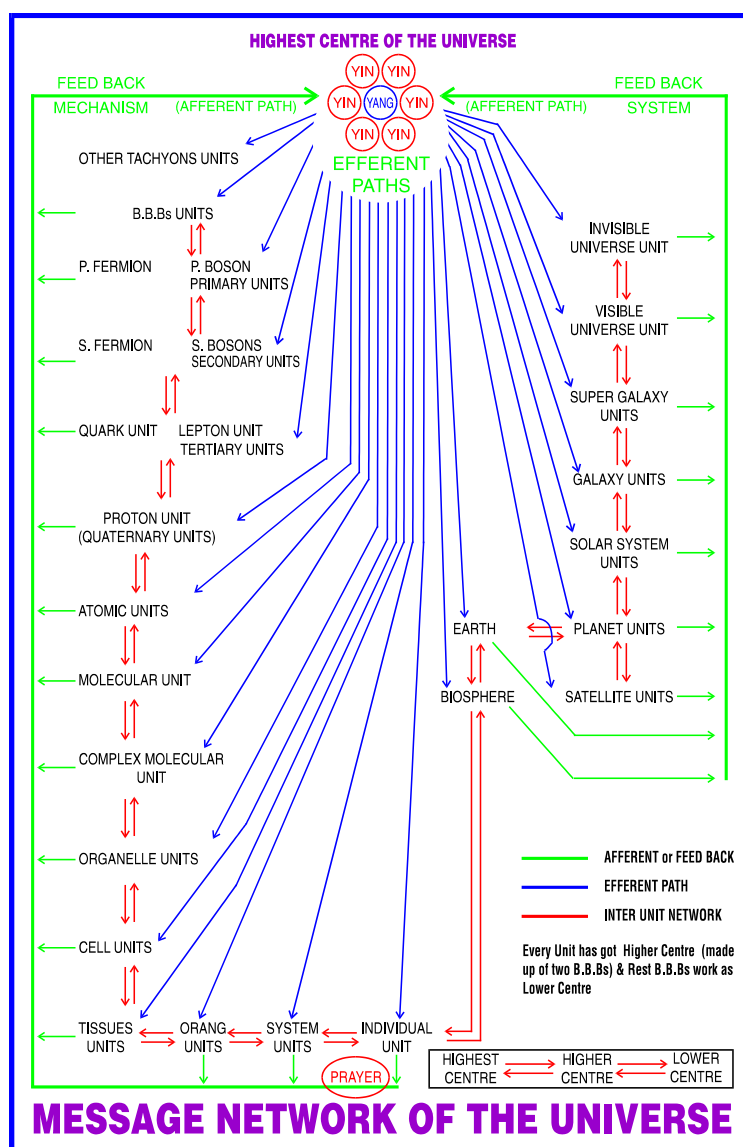 HIGHEST CENTRE OF THE UNIVERSE
FEED BACK
MECHANISM (AFFERENT PATH)
YIN YIN
YIN YANG YIN
YIN YIN
FEED BACK
(AFFERENT PATH) SYSTEM
EFFERENT
PATHS
OTHER TACHYONS UNITS
B.B.Bs UNITS
P. FERMION P. BOSON
PRIMARY UNITS
S. FERMION S. BOSONS
SECONDARY UNITS
QUARK UNIT LEPTON UNIT
TERTIARY UNITS
PROTON UNIT
(QUATERNARY UNITS)
ATOMIC UNITS
MOLECULAR UNIT
COMPLEX MOLECULAR
UNIT
ORGANELLE UNITS
CELL UNITS
TISSUES
UNITS
ORANG
UNITS
SYSTEM
UNITS
INDIVIDUAL
UNIT
PRAYER
INVISIBLE
UNIVERSE UNIT
VISIBLE
UNIVERSE UNIT
SUPER GALAXY
UNITS
GALAXY UNITS
SOLAR SYSTEM
UNITS
EARTH
PLANET UNITS
BIOSPHERE
SATELLITE UNITS
AFFERENT or FEED BACK
EFFERENT PATH
INTER UNIT NETWORK
Every Unit has got Higher Centre (made
up of two B.B.Bs) & Rest B.B.Bs work as
Lower Centre
HIGHEST
CENTRE
HIGHER
CENTRE
LOWER
CENTRE
MESSAGE NETWORK OF THE UNIVERSE